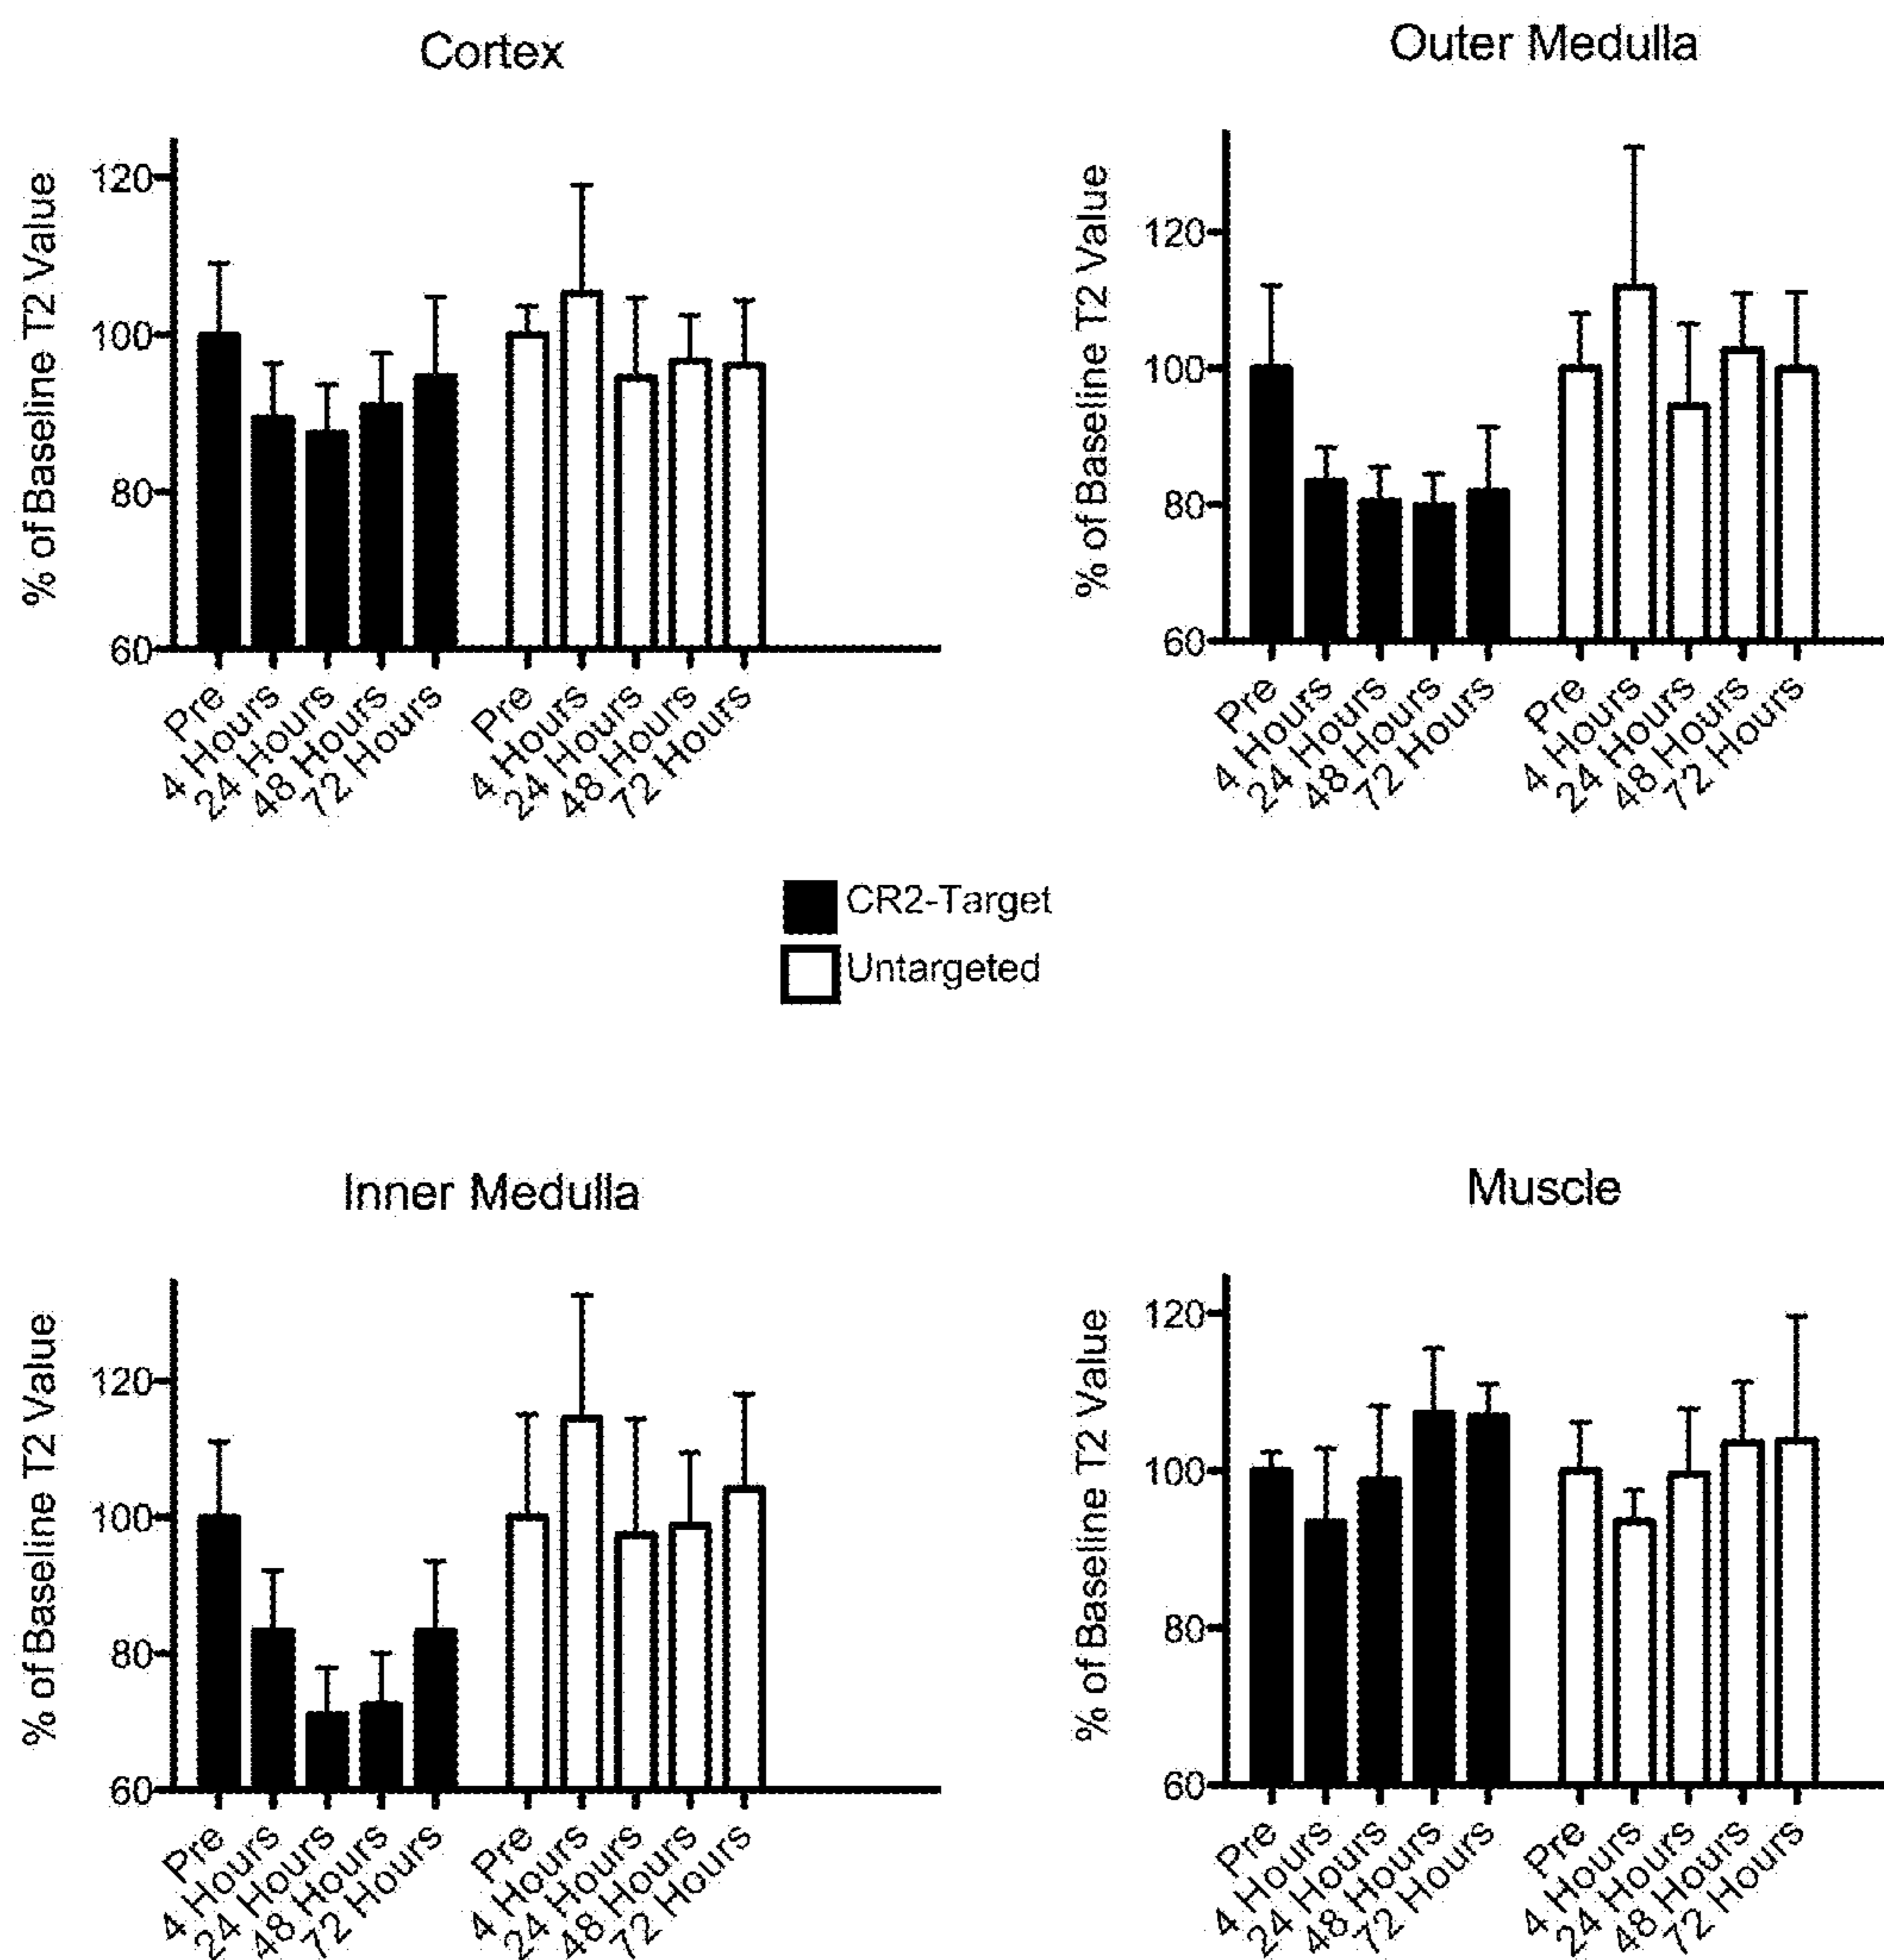 Cortex
% of Baseline T2 Value
120
100
80
60
Pre
4 Hours
24 Hours
48 Hours
72 Hours
Pre
4 Hours
24 Hours
48 Hours
72 Hours
Outer Medulla
% of Baseline T2 Value
120
100
80
60
Pre
4 Hours
24 Hours
48 Hours
72 Hours
Pre
4 Hours
24 Hours
48 Hours
72 Hours
CR2-Target
Untargeted
Inner Medulla
% of Baseline T2 Value
120
100
80
60
Pre
4 Hours
24 Hours
48 Hours
72 Hours
Pre
4 Hours
24 Hours
48 Hours
72 Hours
Muscle
% of Baseline T2 Value
120
100
80
60
Pre
4 Hours
24 Hours
48 Hours
72 Hours
Pre
4 Hours
24 Hours
48 Hours
72 Hours